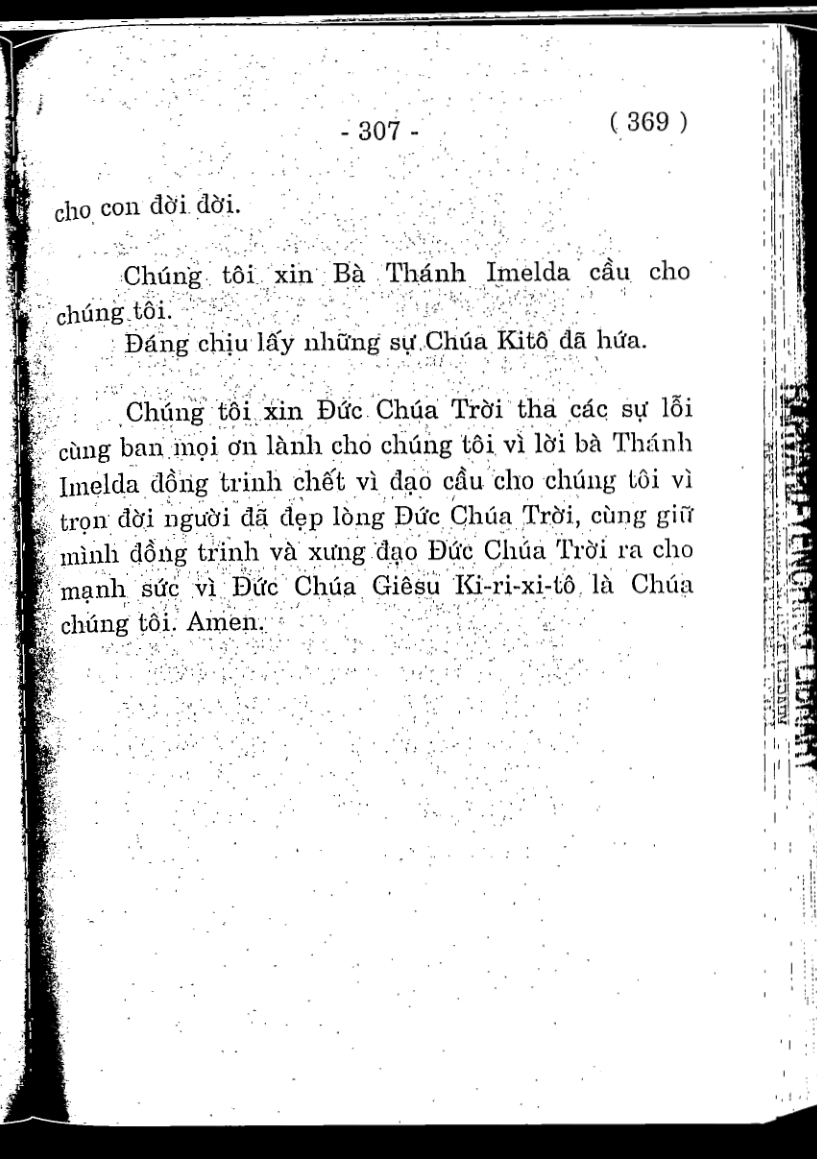 - 307 -
( 369 )
cho con đời đời.
Chúng tôi xin Bà Thánh Imelda cầu cho
chúng tôi.
Đáng chịu lấy những sự Chúa Kitô đã hứa.
Chúng tôi xin Đức Chúa Trời tha các sự lỗi
cùng ban mọi ơn lành cho chúng tôi vì lời bà Thánh
Imelda đồng trinh chết vì đạo cầu cho chúng tôi vì
trọn đời người đã đẹp lòng Đức Chúa Trời, cùng giữ
mình đồng trinh và xưng đạo Đức Chúa Trời ra cho
mạnh sức vì Đức Chúa Giêsu Ki-ri-xi-tô là Chúa
chúng tôi. Amen.
HARVARD-YENCHING LIBRARY